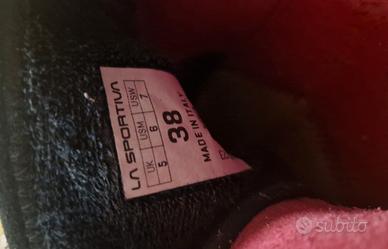 LA SPORTIVA
UK USM USW
5 6 7
38
MADE IN ITALY
subito